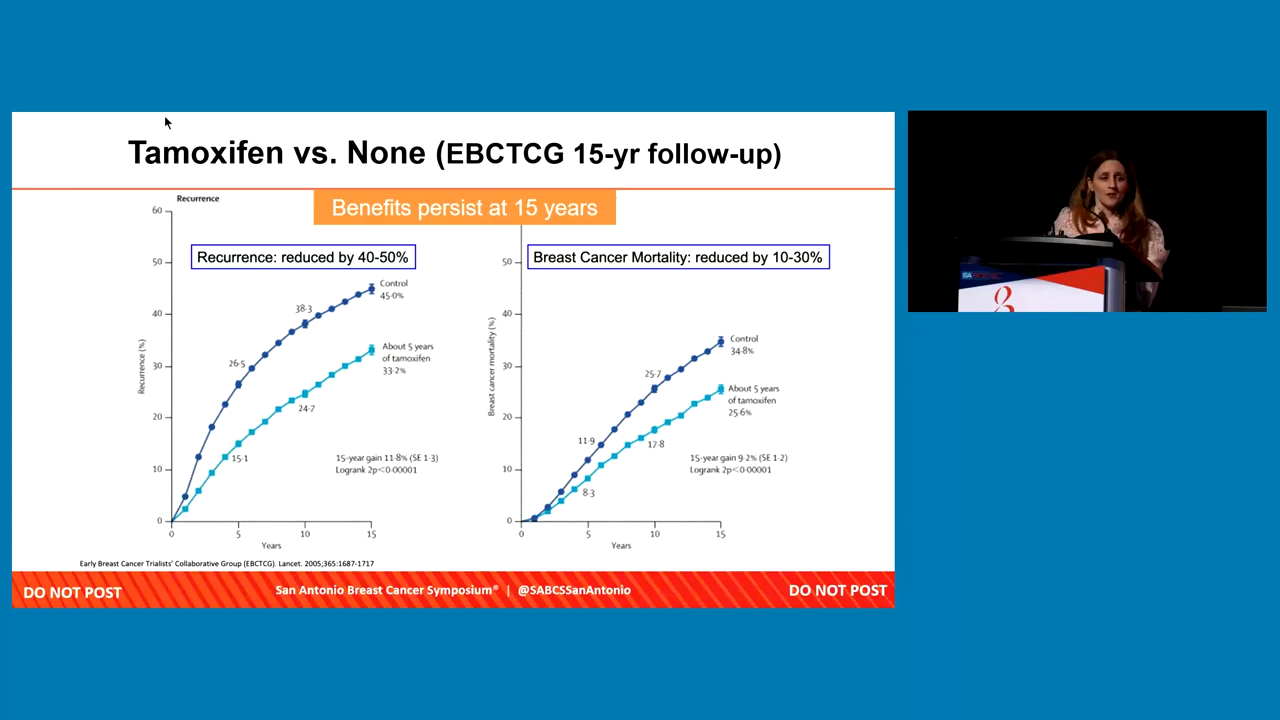 Tamoxifen vs. None (EBCTCG 15-yr follow-up)
Benefits persist at 15 years
Recurrence
Recurrence: reduced by 40-50%
Recurrence (%)
60
50
40
30
20
10
0
0
5
10
15
Years
26·5
38·3
Control
45·0%
15·1
24·7
About 5 years
of tamoxifen
33·2%
15-year gain 11·8% (SE 1·3)
Logrank 2p<0·00001
Breast Cancer Mortality: reduced by 10-30%
Breast cancer mortality (%)
50
40
30
20
10
0
0
5
10
15
Years
11·9
25·7
Control
34·8%
8·3
17·8
About 5 years
of tamoxifen
25·6%
15-year gain 9·2% (SE 1·2)
Logrank 2p<0·00001
Early Breast Cancer Trialists' Collaborative Group (EBCTCG). Lancet. 2005;365:1687-1717
DO NOT POST
San Antonio Breast Cancer Symposium® | @SABCSSanAntonio
DO NOT POST